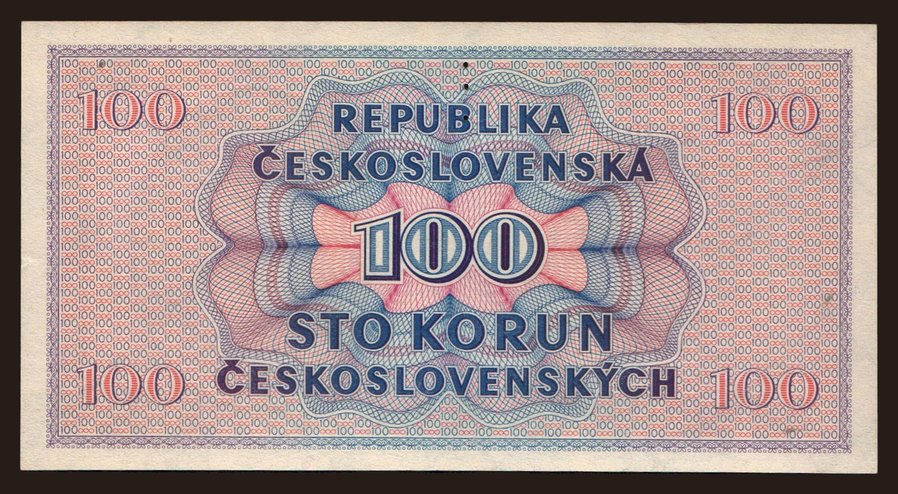 100 100
REPUBLIKA
ČESKOSLOVENSKÁ
100
STO KORUN
ČESKOSLOVENSKÝCH
100 100